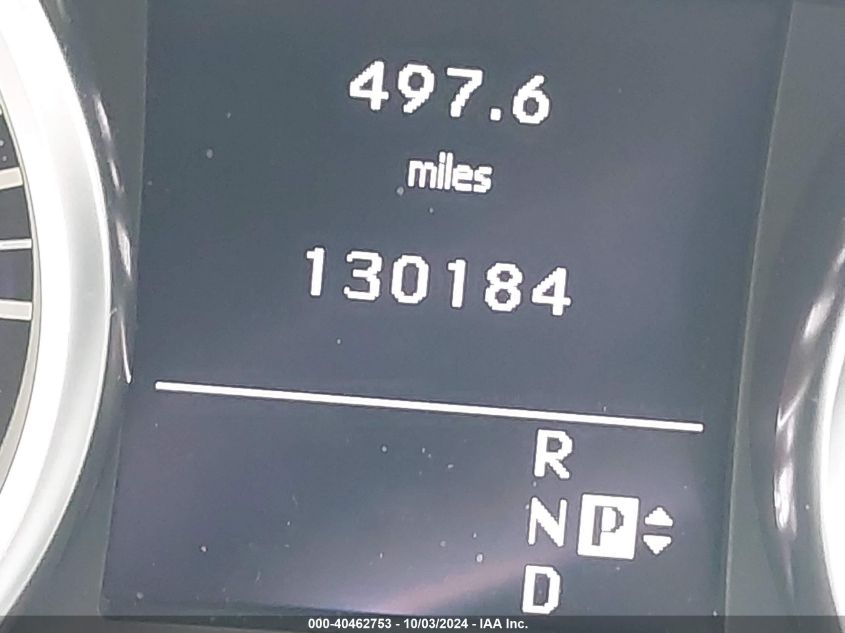 497.6
miles
130184
R
N P
D
000-40462753 - 10/03/2024 - IAA Inc.